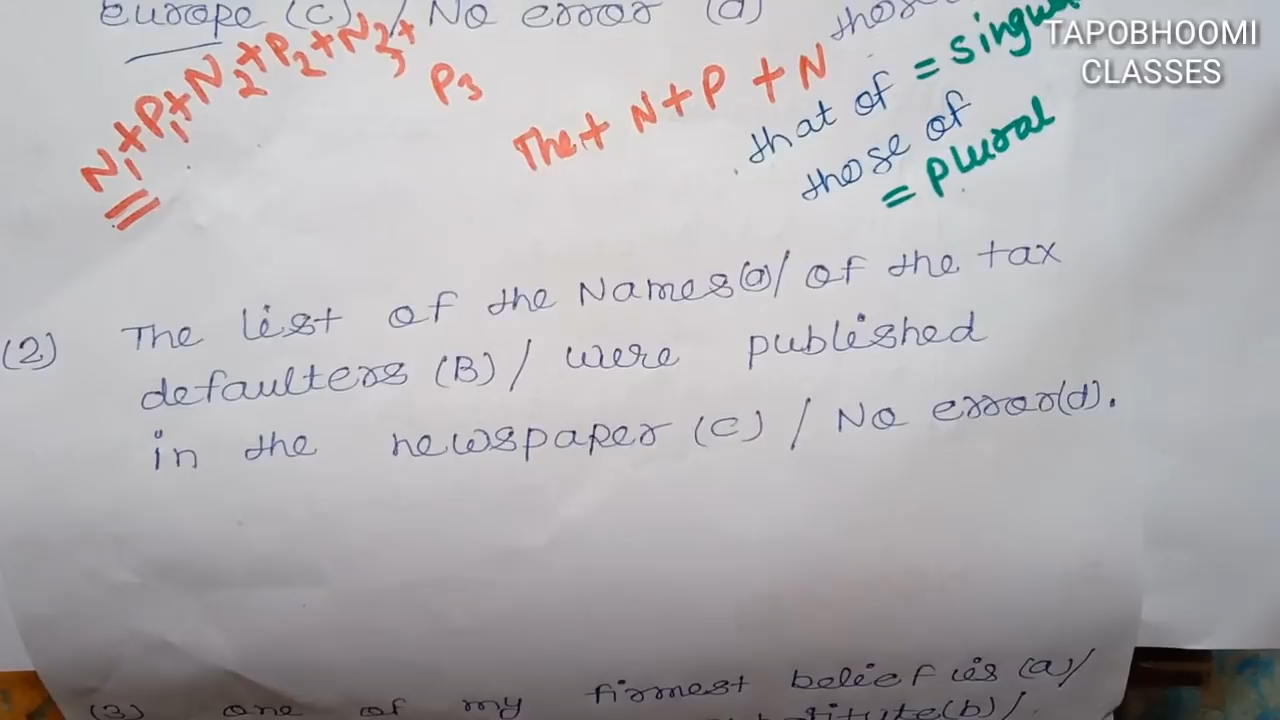 europe (c) / No error (d)
N1+P1+N2+P2+N3+
P3
The+ N+P+N
that of = singu
those of
= plural
TAPOBHOOMI
CLASSES
(2) The list of the Names(a)/ of the tax
defaulters (B) / were published
in the newspaper (C) / No error(d).
(3) one of my firmest belief is (a)/
(b)/